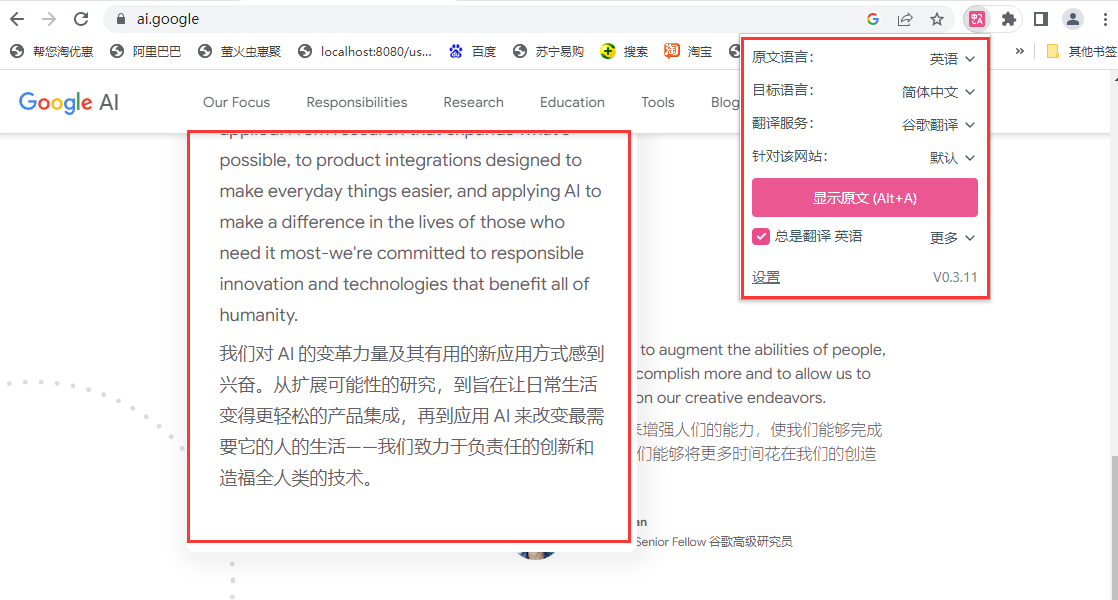 ai.google
帮您淘优惠 阿里巴巴 萤火虫惠聚 localhost:8080/us... 百度 苏宁易购 搜索 淘宝 » 其他书签
原文语言： 英语
目标语言： 简体中文
翻译服务： 谷歌翻译
针对该网站： 默认
显示原文 (Alt+A)
总是翻译 英语 更多
设置 V0.3.11
Google AI Our Focus Responsibilities Research Education Tools Blog
possible, to product integrations designed to
make everyday things easier, and applying AI to
make a difference in the lives of those who
need it most-we're committed to responsible
innovation and technologies that benefit all of
humanity.
我们对 AI 的变革力量及其有用的新应用方式感到
兴奋。从扩展可能性的研究，到旨在让日常生活
变得更轻松的产品集成，再到应用 AI 来改变最需
要它的人的生活——我们致力于负责任的创新和
造福全人类的技术。
to augment the abilities of people,
complish more and to allow us to
on our creative endeavors.
来增强人们的能力，使我们能够完成
们能够将更多时间花在我们的创造
an
Senior Fellow 谷歌高级研究员